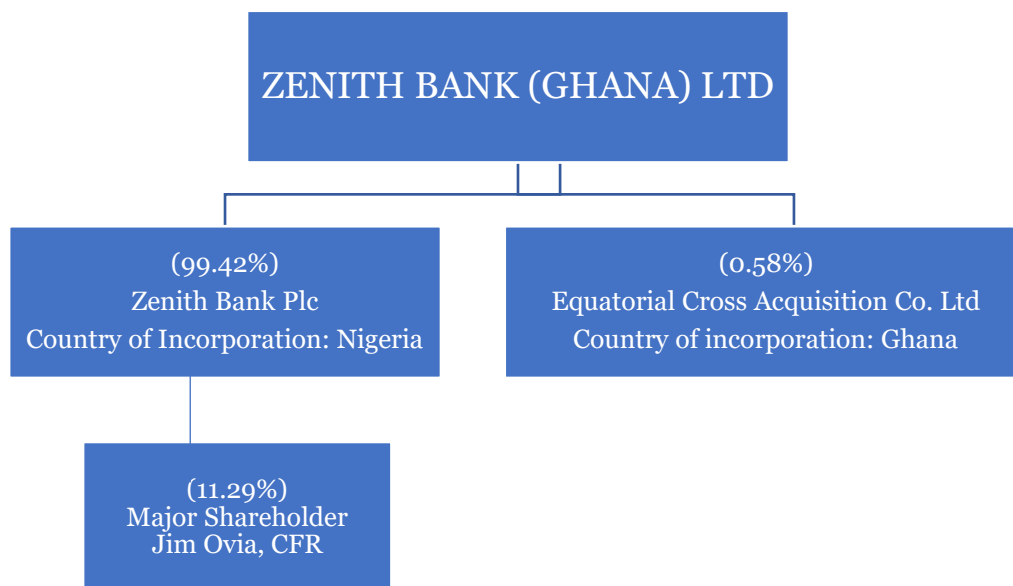 ZENITH BANK (GHANA) LTD
(99.42%)
Zenith Bank Plc
Country of Incorporation: Nigeria
(0.58%)
Equatorial Cross Acquisition Co. Ltd
Country of incorporation: Ghana
(11.29%)
Major Shareholder
Jim Ovia, CFR